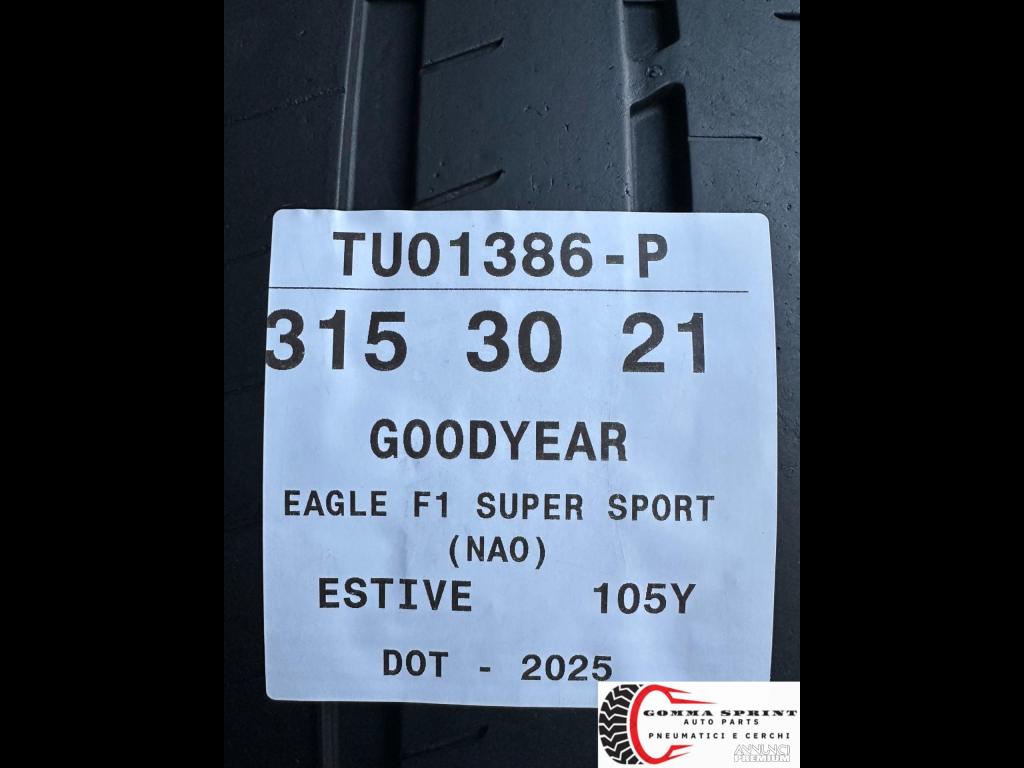 TU01386-P
315 30 21
GOODYEAR
EAGLE F1 SUPER SPORT
(NA0)
ESTIVE 105Y
DOT - 2025
GOMMA SPRINT
AUTO PARTS
PNEUMATICI E CERCHI
ANNUNCI
PREMIUM